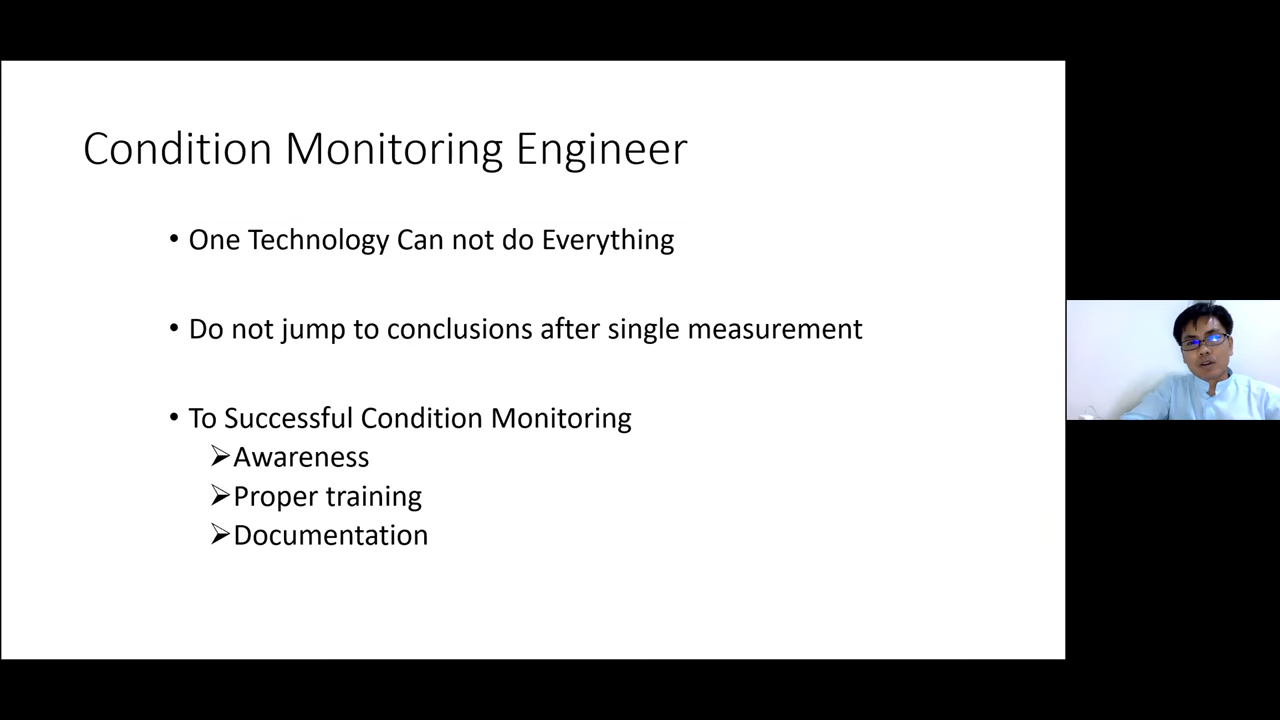 Condition Monitoring Engineer
• One Technology Can not do Everything
• Do not jump to conclusions after single measurement
• To Successful Condition Monitoring
➢Awareness
➢Proper training
➢Documentation